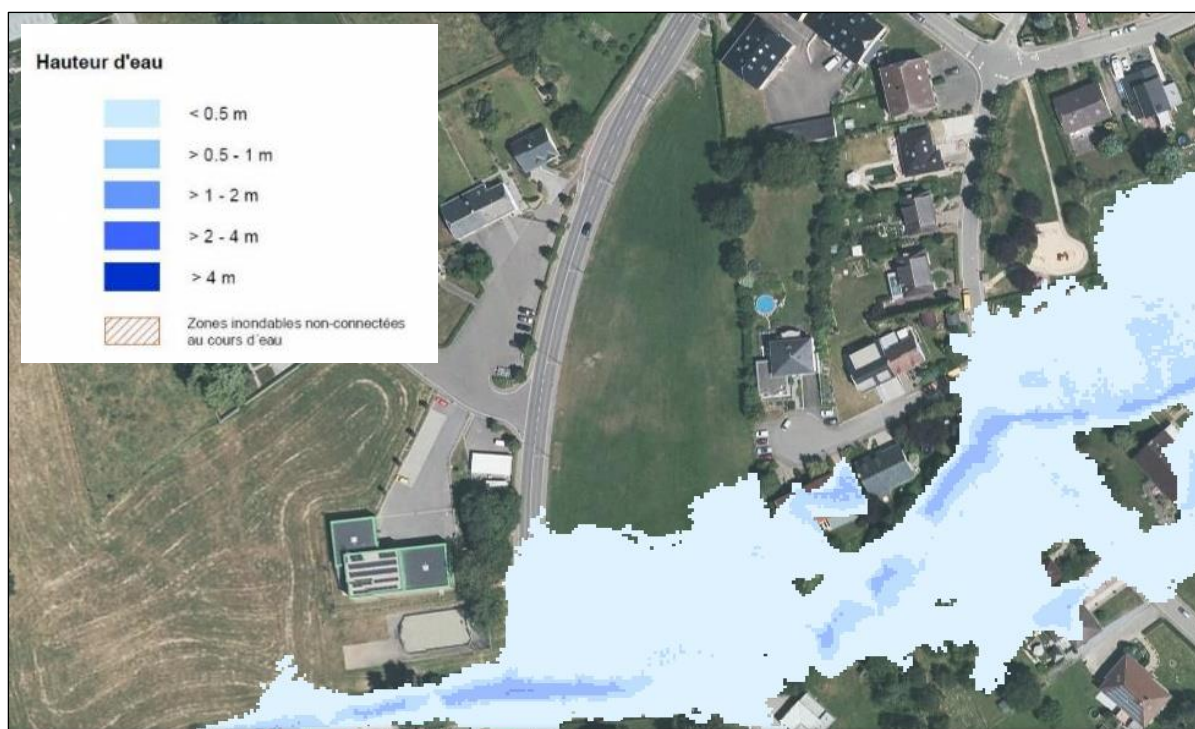 Hauteur d'eau
< 0.5 m
> 0.5 - 1 m
> 1 - 2 m
> 2 - 4 m
> 4 m
Zones inondables non-connectées
au cours d´eau